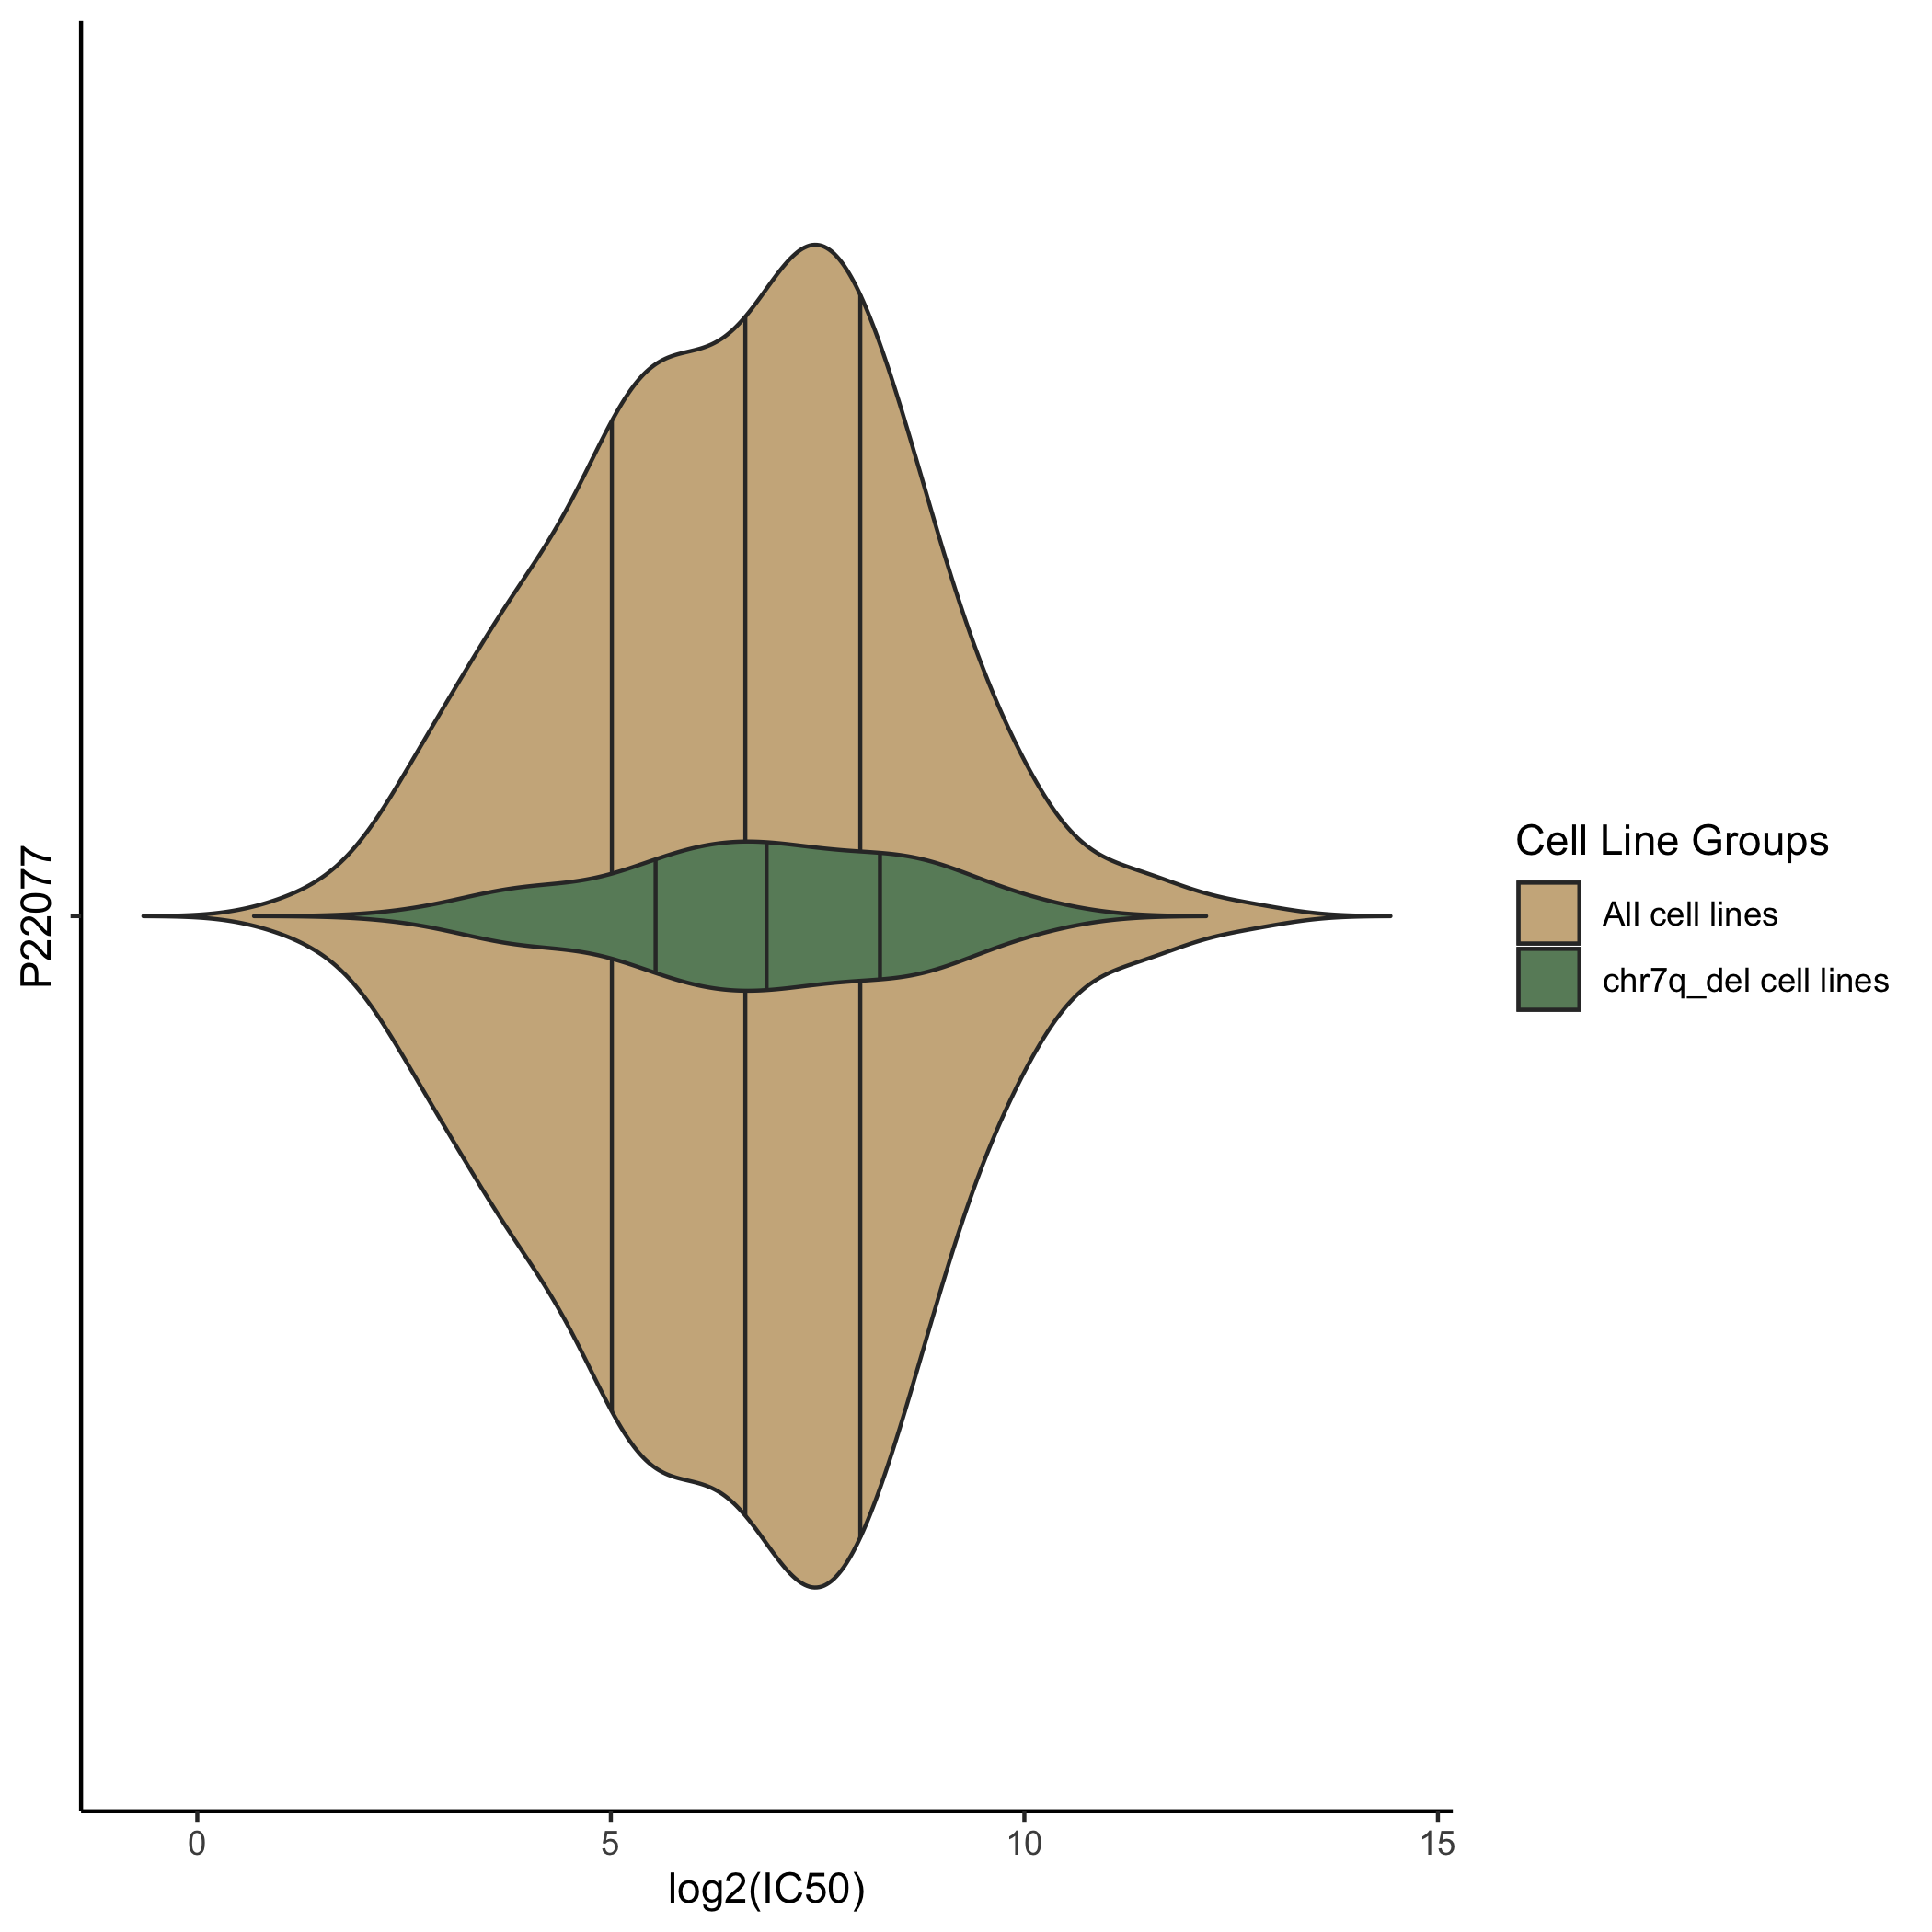 P22077
0
5
10
15
log2(IC50)
Cell Line Groups
All cell lines
chr7q_del cell lines